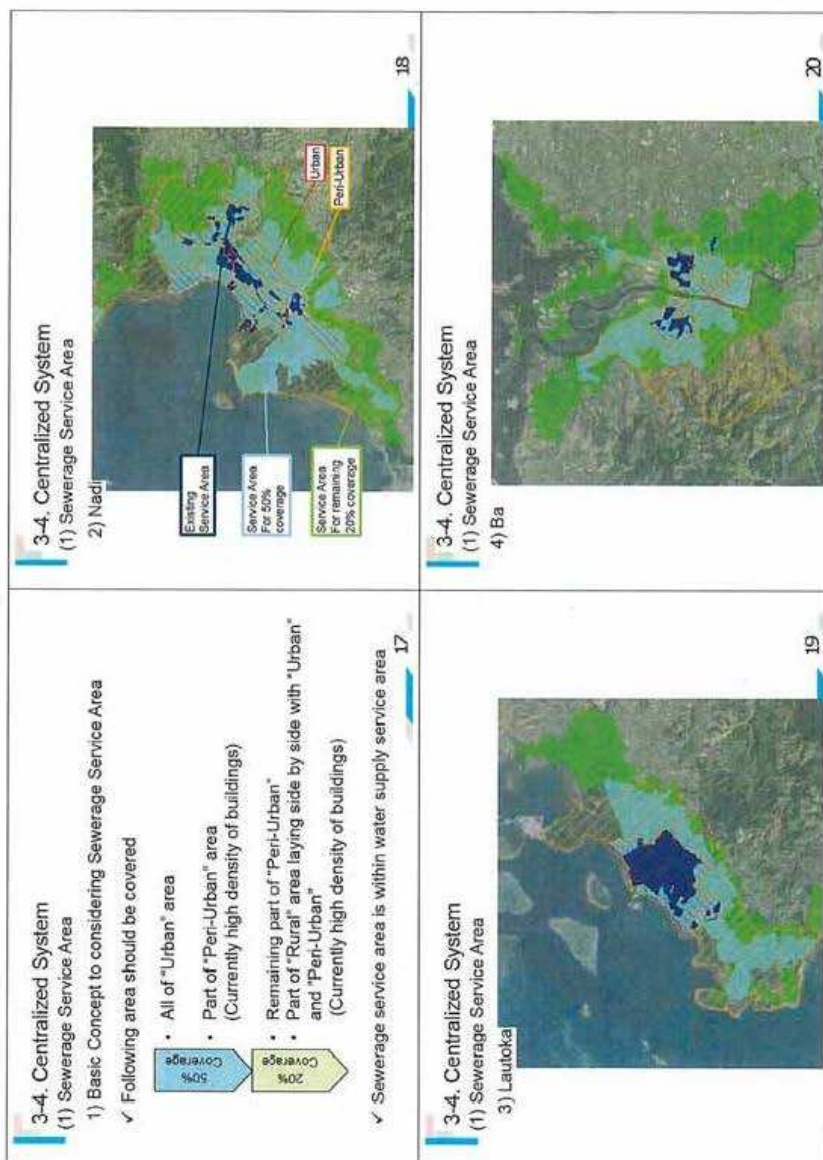 3-4. Centralized System
(1) Sewerage Service Area
1) Basic Concept to considering Sewerage Service Area
✓ Following area should be covered
50%
Coverage
• All of "Urban" area
• Part of "Peri-Urban" area
(Currently high density of buildings)
20%
Coverage
• Remaining part of "Peri-Urban"
• Part of "Rural" area laying side by side with "Urban"
and "Peri-Urban"
(Currently high density of buildings)
✓ Sewerage service area is within water supply service area
17
3-4. Centralized System
(1) Sewerage Service Area
2) Nadi
Existing
Service Area
Service Area
For 50%
coverage
Service Area
For remaining
20% coverage
Urban
Peri-Urban
18
3-4. Centralized System
(1) Sewerage Service Area
3) Lautoka
19
3-4. Centralized System
(1) Sewerage Service Area
4) Ba
20